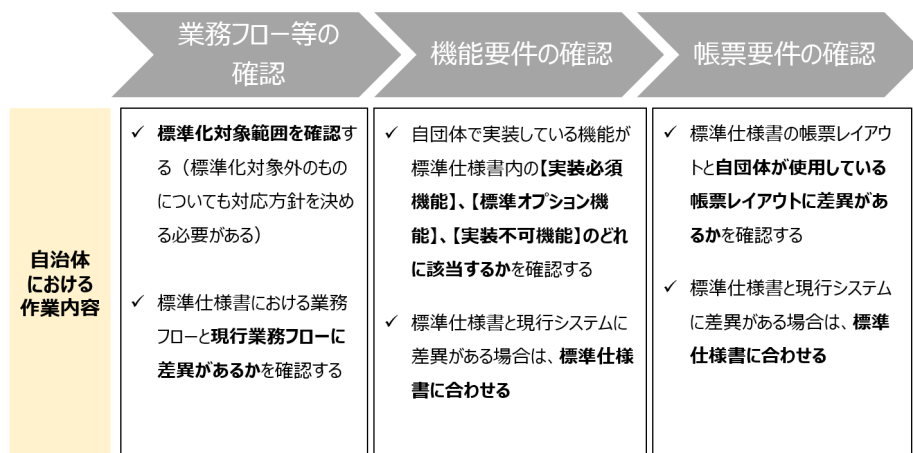 業務フロー等の
確認
機能要件の確認
帳票要件の確認
自治体
における
作業内容
✓ 標準化対象範囲を確認す
る（標準化対象外のもの
についても対応方針を決め
る必要がある）
✓ 標準仕様書における業務
フローと現行業務フローに
差異があるかを確認する
✓ 自団体で実装している機能が
標準仕様書内の【実装必須
機能】、【標準オプション機
能】、【実装不可機能】のどれ
に該当するかを確認する
✓ 標準仕様書と現行システムに
差異がある場合は、標準仕様
書に合わせる
✓ 標準仕様書の帳票レイアウ
トと自団体が使用している
帳票レイアウトに差異があ
るかを確認する
✓ 標準仕様書と現行システム
に差異がある場合は、標準
仕様書に合わせる